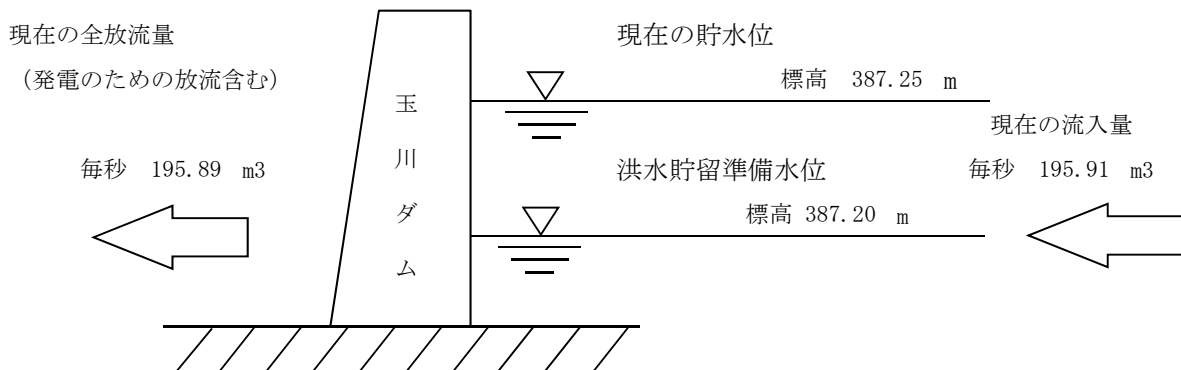 現在の全放流量
（発電のための放流含む）
毎秒　195.89　m3
玉川ダム
現在の貯水位
標高　387.25　m
洪水貯留準備水位
標高 387.20　m
現在の流入量
毎秒　195.91　m3